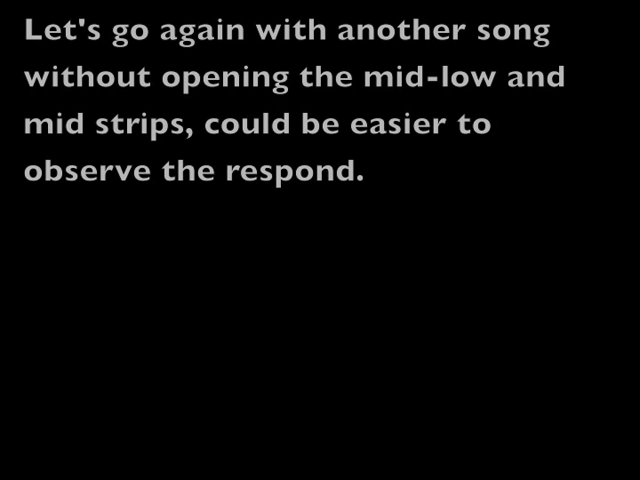 Let's go again with another song
without opening the mid-low and
mid strips, could be easier to
observe the respond.